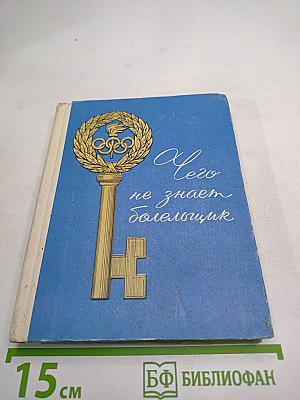 Чего
не знает
болельщик
15 см
БФ БИБЛИОФАН